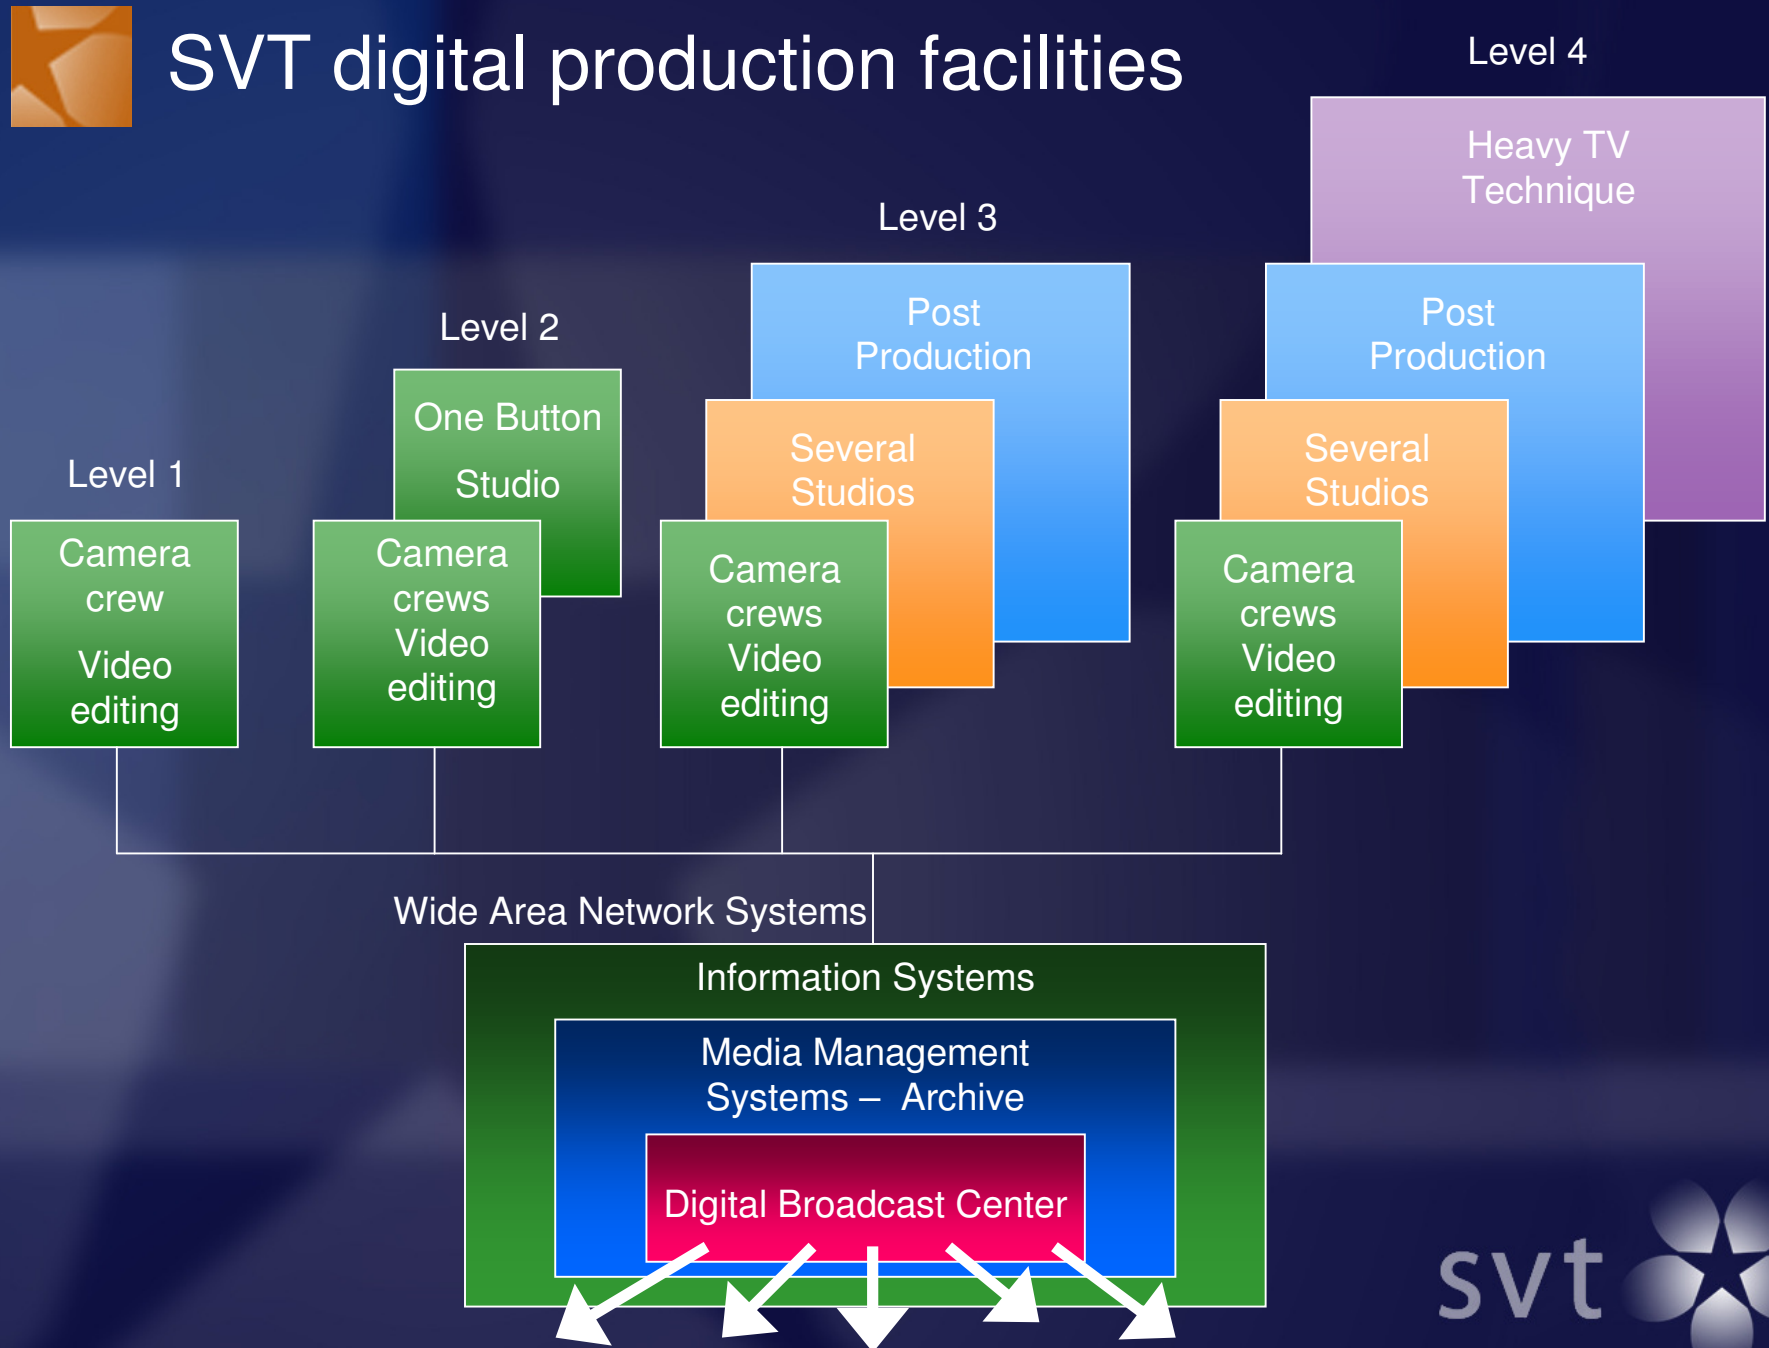 SVT digital production facilities
Level 4
Heavy TV
Technique
Level 3
Post
Production
Post
Production
Level 2
One Button
Studio
Several
Studios
Several
Studios
Level 1
Camera
crew
Video
editing
Camera
crews
Video
editing
Camera
crews
Video
editing
Camera
crews
Video
editing
Wide Area Network Systems
Information Systems
Media Management
Systems – Archive
Digital Broadcast Center
svt